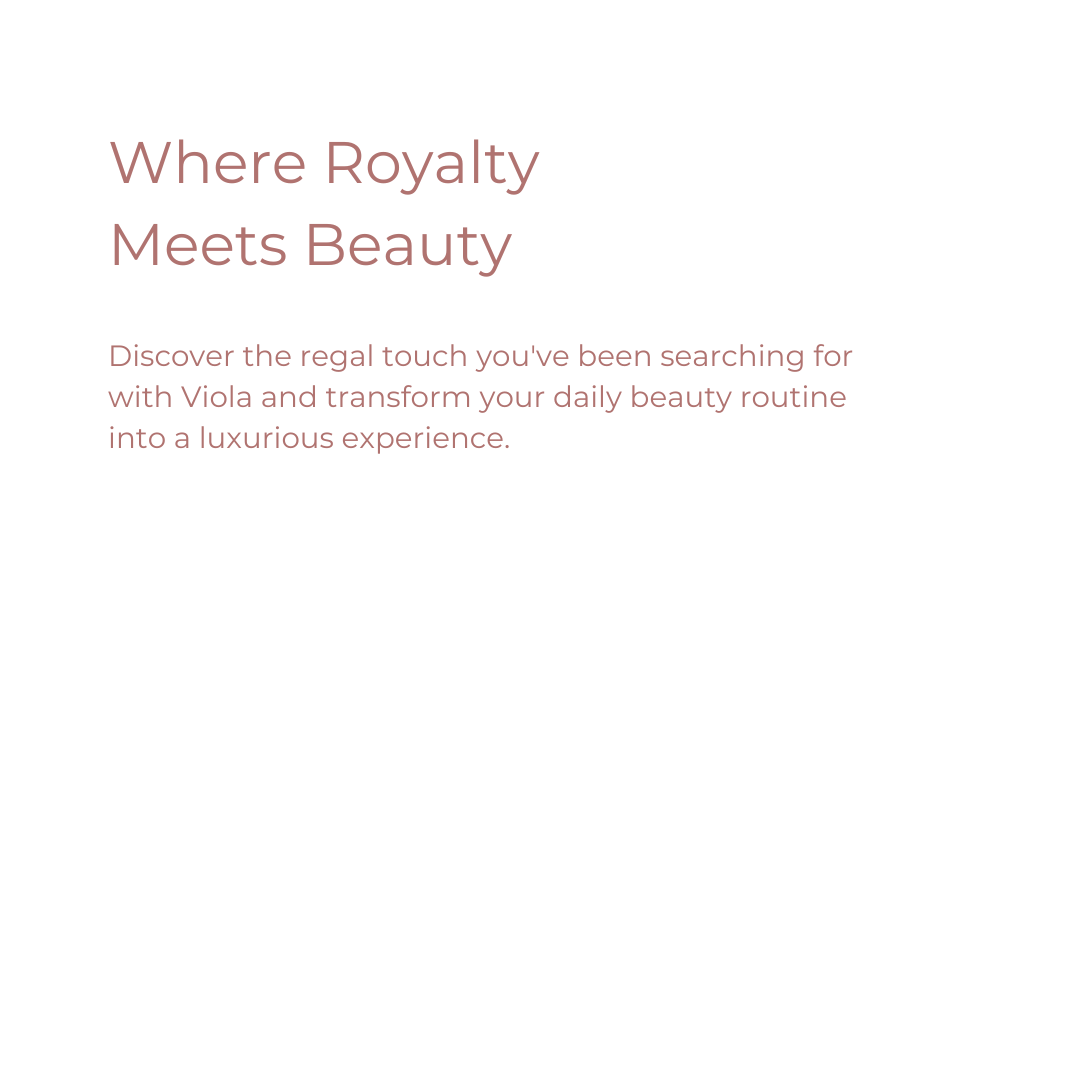 Where Royalty
Meets Beauty
Discover the regal touch you've been searching for
with Viola and transform your daily beauty routine
into a luxurious experience.